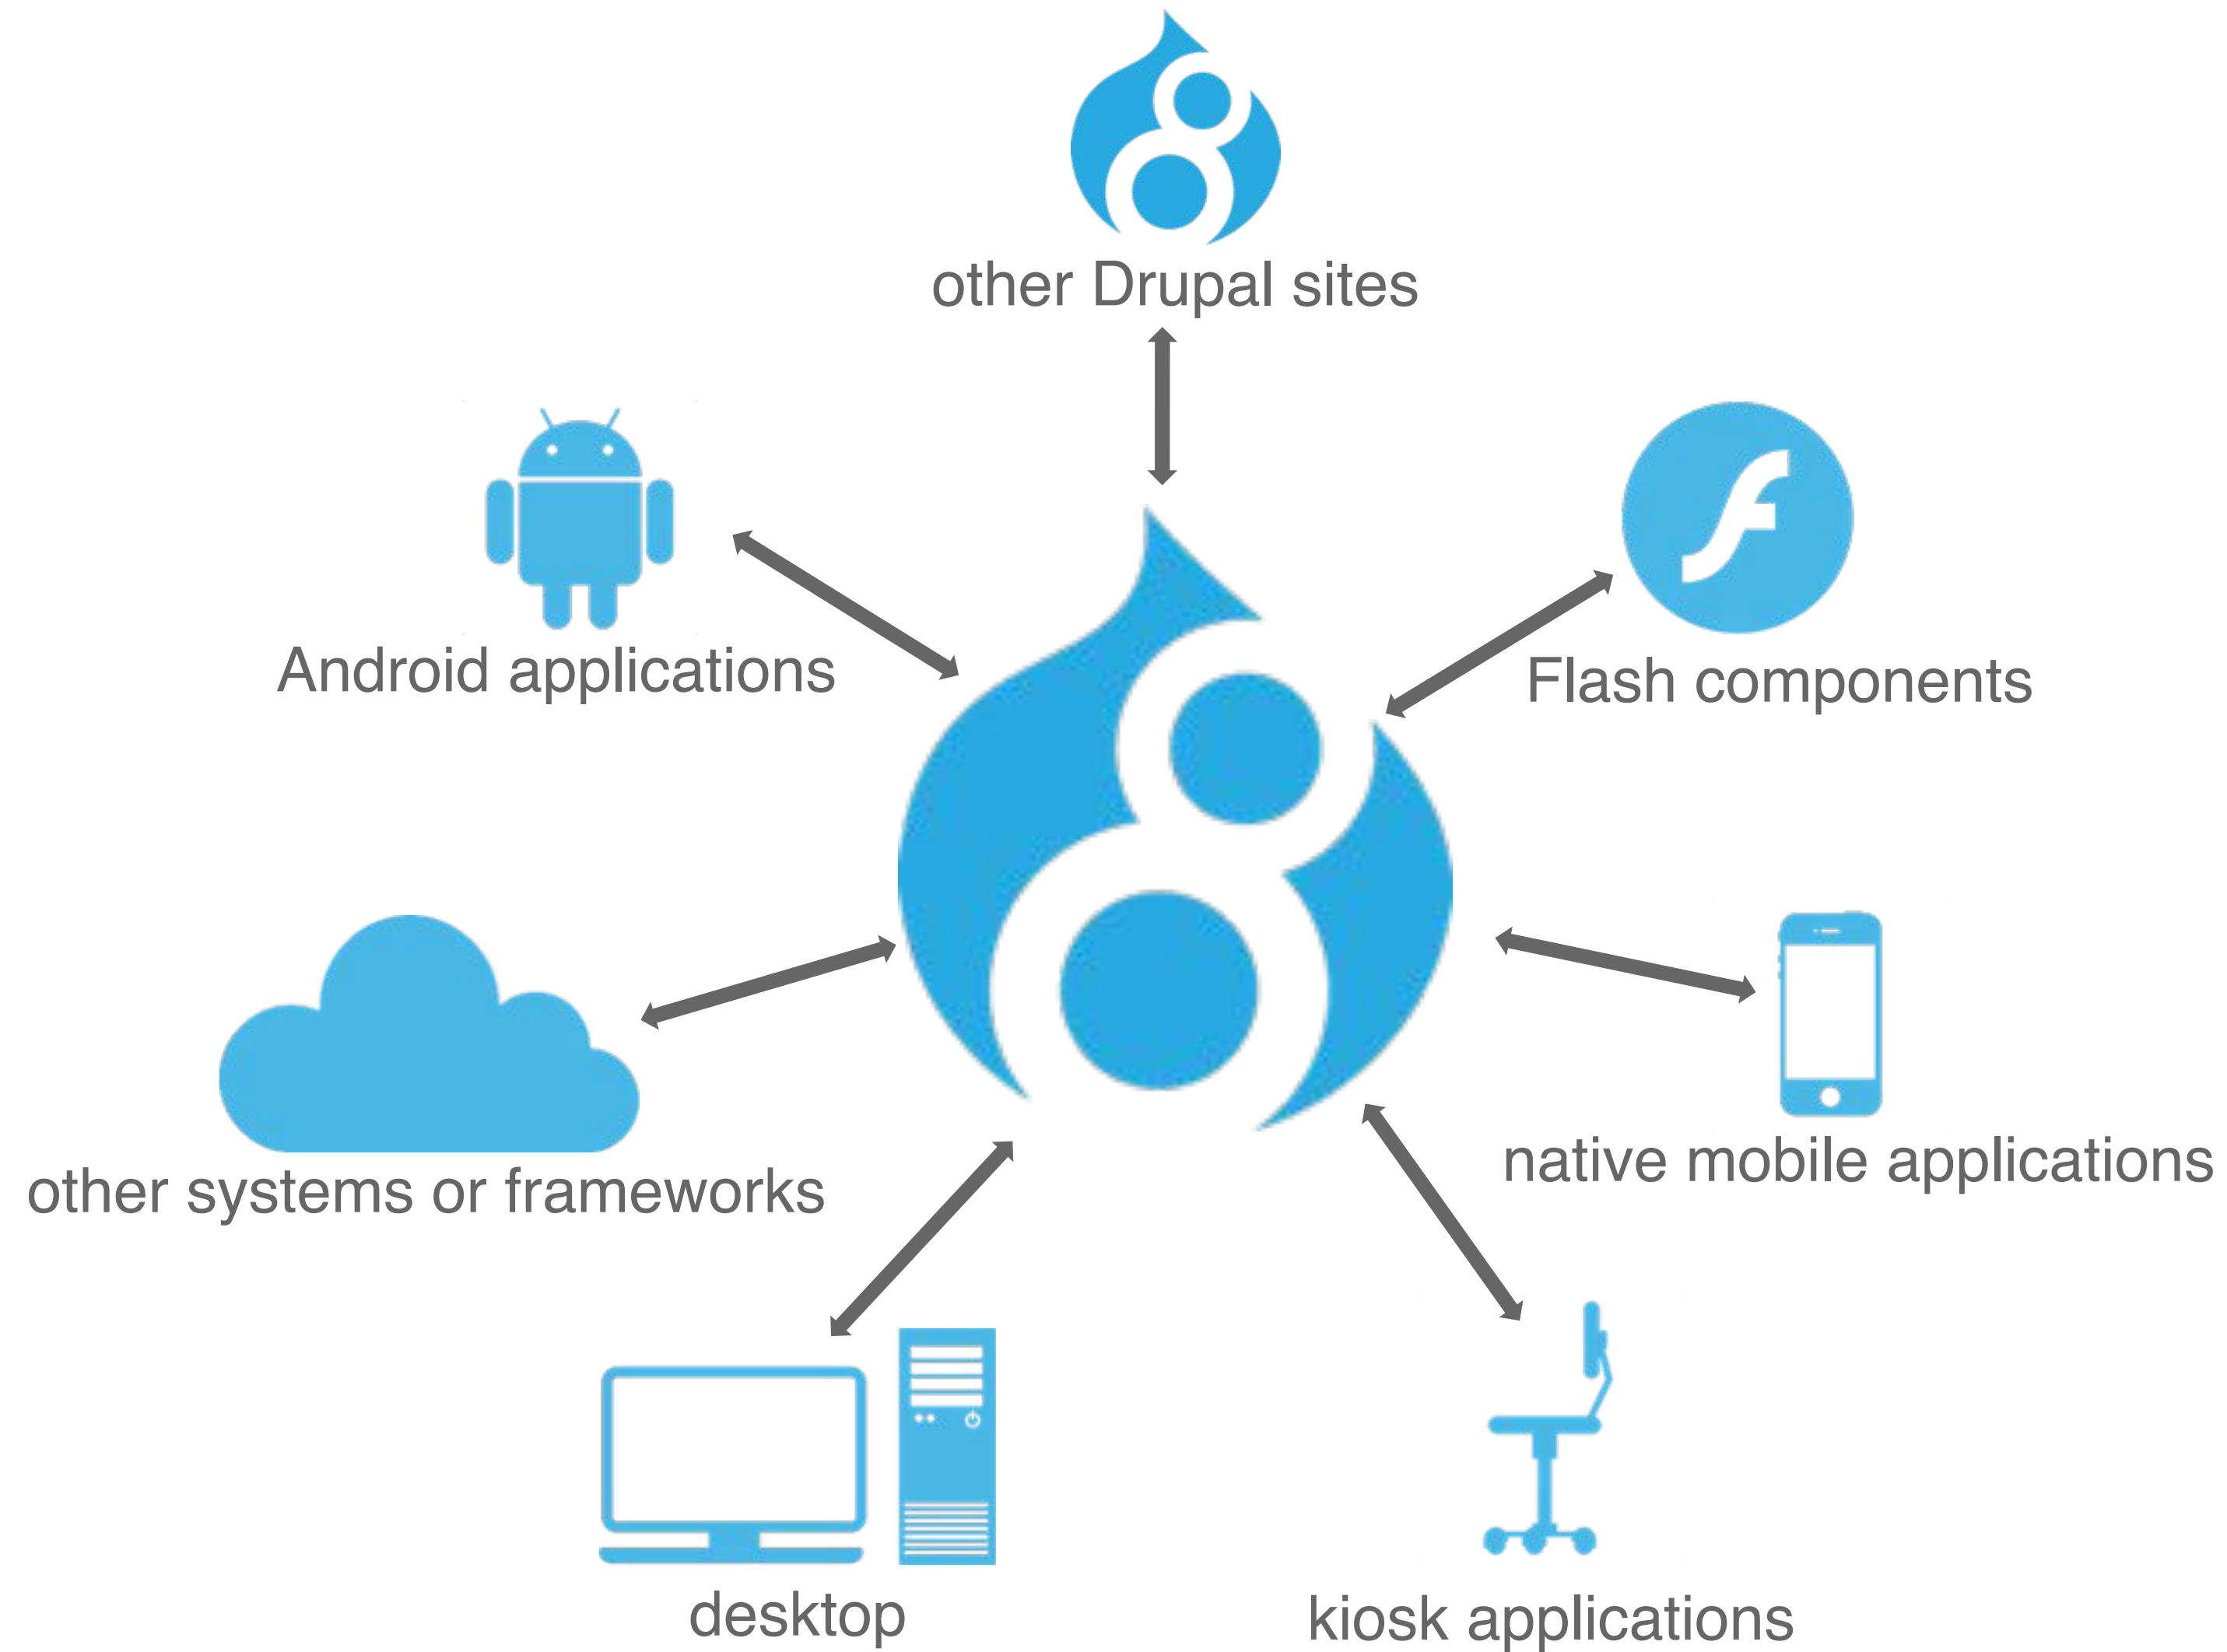 other Drupal sites
Android applications
Flash components
other systems or frameworks
native mobile applications
desktop
kiosk applications